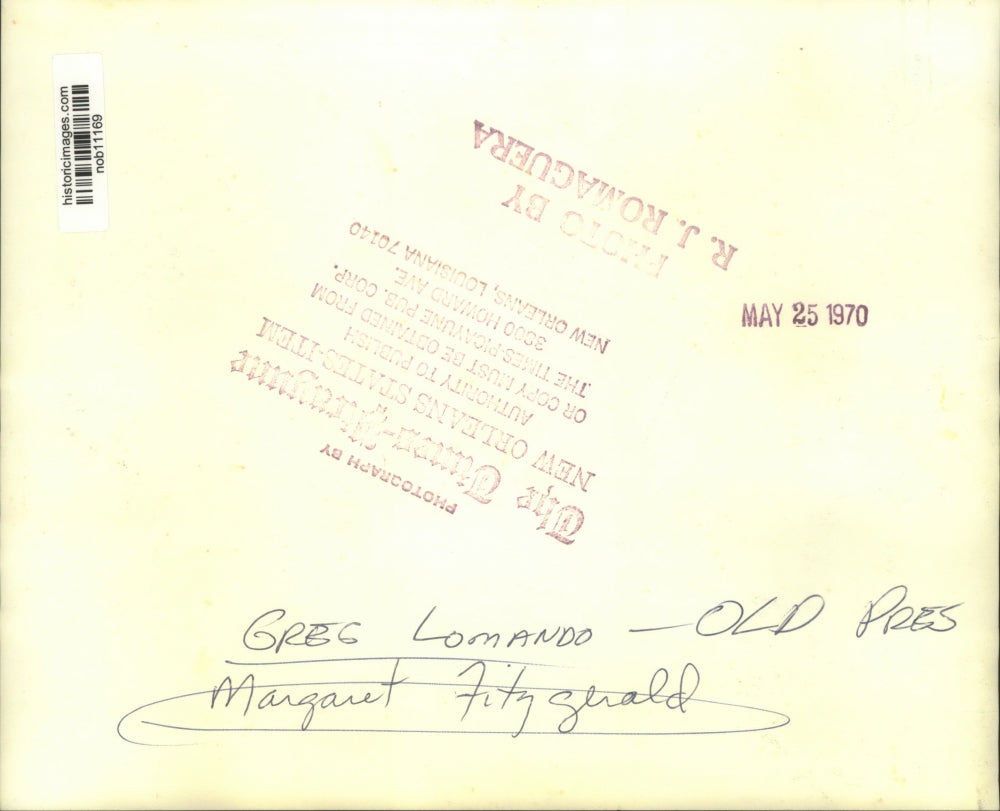 historicimages.com
nob11169
PHOTO BY
R. J. ROMAGUERA
MAY 25 1970
PHOTOGRAPH BY
The Times-Picayune
NEW ORLEANS STATES-ITEM
AUTHORITY TO PUBLISH
OR COPY MUST BE OBTAINED FROM
THE TIMES-PICAYUNE PUB. CORP.
3800 HOWARD AVE.
NEW ORLEANS, LOUISIANA 70140
GREG LOMANDO — OLD PRES
Margaret Fitzgerald